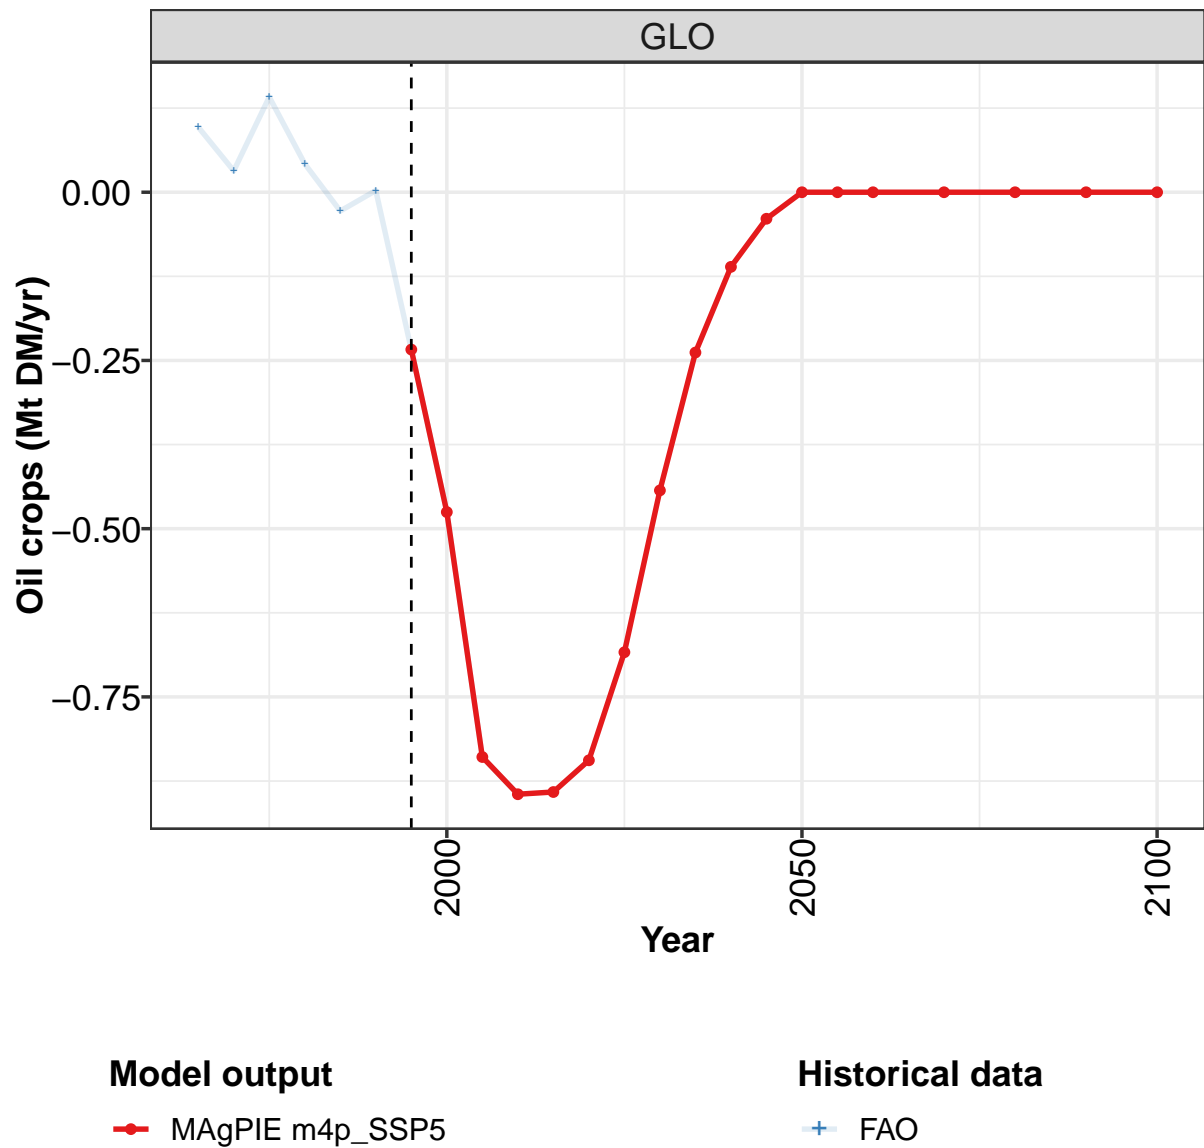 GLO
0.00
−0.25
−0.50
−0.75
Oil crops (Mt DM/yr)
2000
2050
2100
Year
Model output
MAgPIE m4p_SSP5
Historical data
FAO